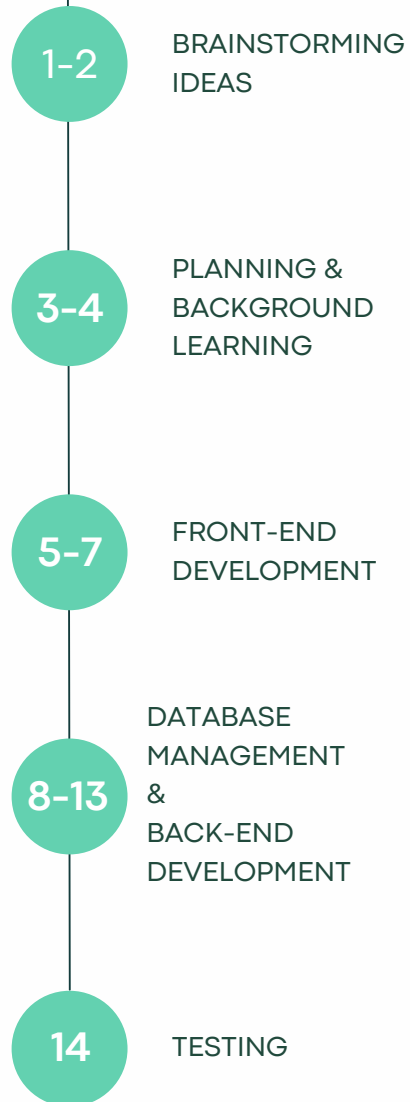 1-2
BRAINSTORMING
IDEAS
3-4
PLANNING &
BACKGROUND
LEARNING
5-7
FRONT-END
DEVELOPMENT
8-13
DATABASE
MANAGEMENT
&
BACK-END
DEVELOPMENT
14
TESTING